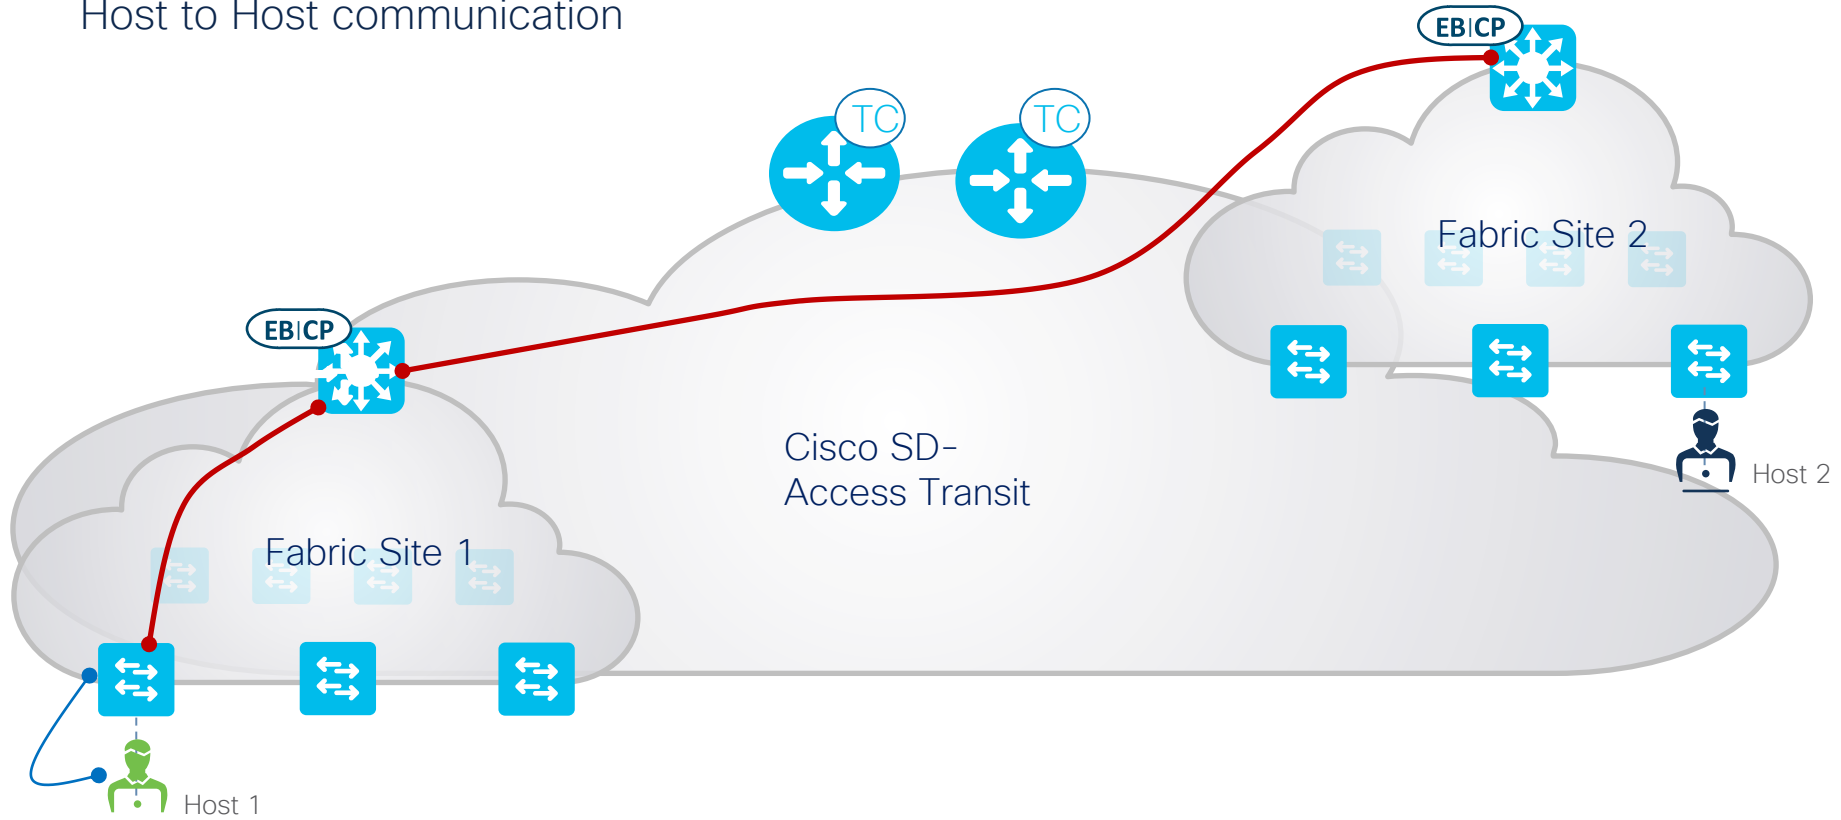 Host to Host communication
EB|CP
TC
TC
Fabric Site 2
EB|CP
Host 2
Cisco SD-
Access Transit
Fabric Site 1
Host 1